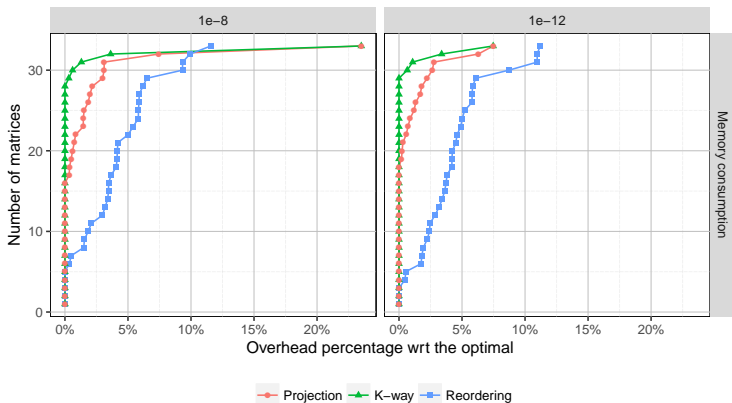 1e−8 1e−12
30
20
10
0
Number of matrices
Memory consumption
0% 5% 10% 15% 20% 0% 5% 10% 15% 20%
Overhead percentage wrt the optimal
Projection K−way Reordering